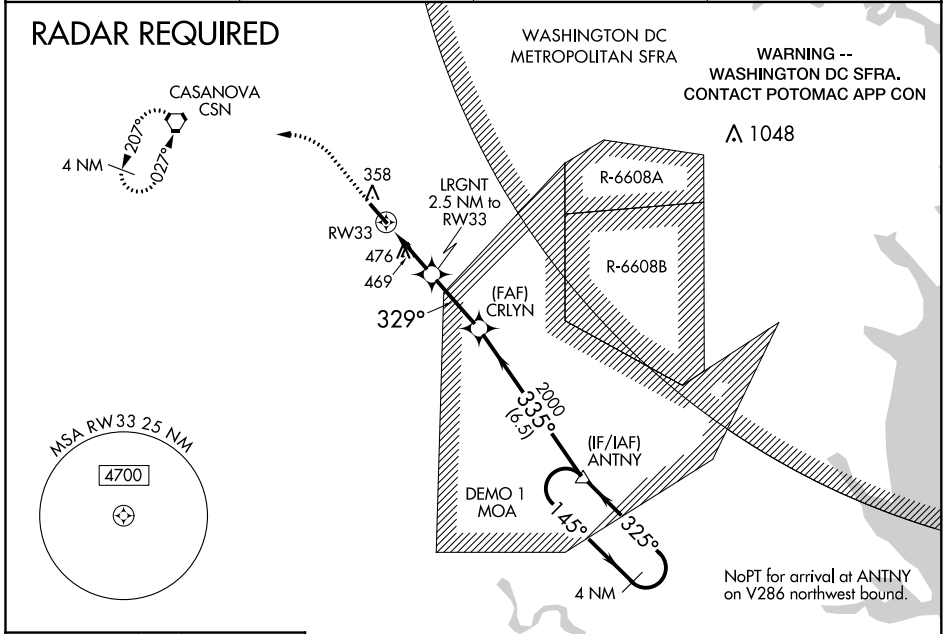 RADAR REQUIRED
WASHINGTON DC
METROPOLITAN SFRA
WARNING --
WASHINGTON DC SFRA.
CONTACT POTOMAC APP CON
CASANOVA
CSN
207°
027°
4 NM
1048
R-6608A
R-6608B
358
LRGNT
2.5 NM to
RW33
RW33
476
469
329°
(FAF)
CRLYN
2000
335°
(6.5)
(IF/IAF)
ANTNY
DEMO 1
MOA
145°
325°
4 NM
MSA RW33 25 NM
4700
NoPT for arrival at ANTNY
on V286 northwest bound.